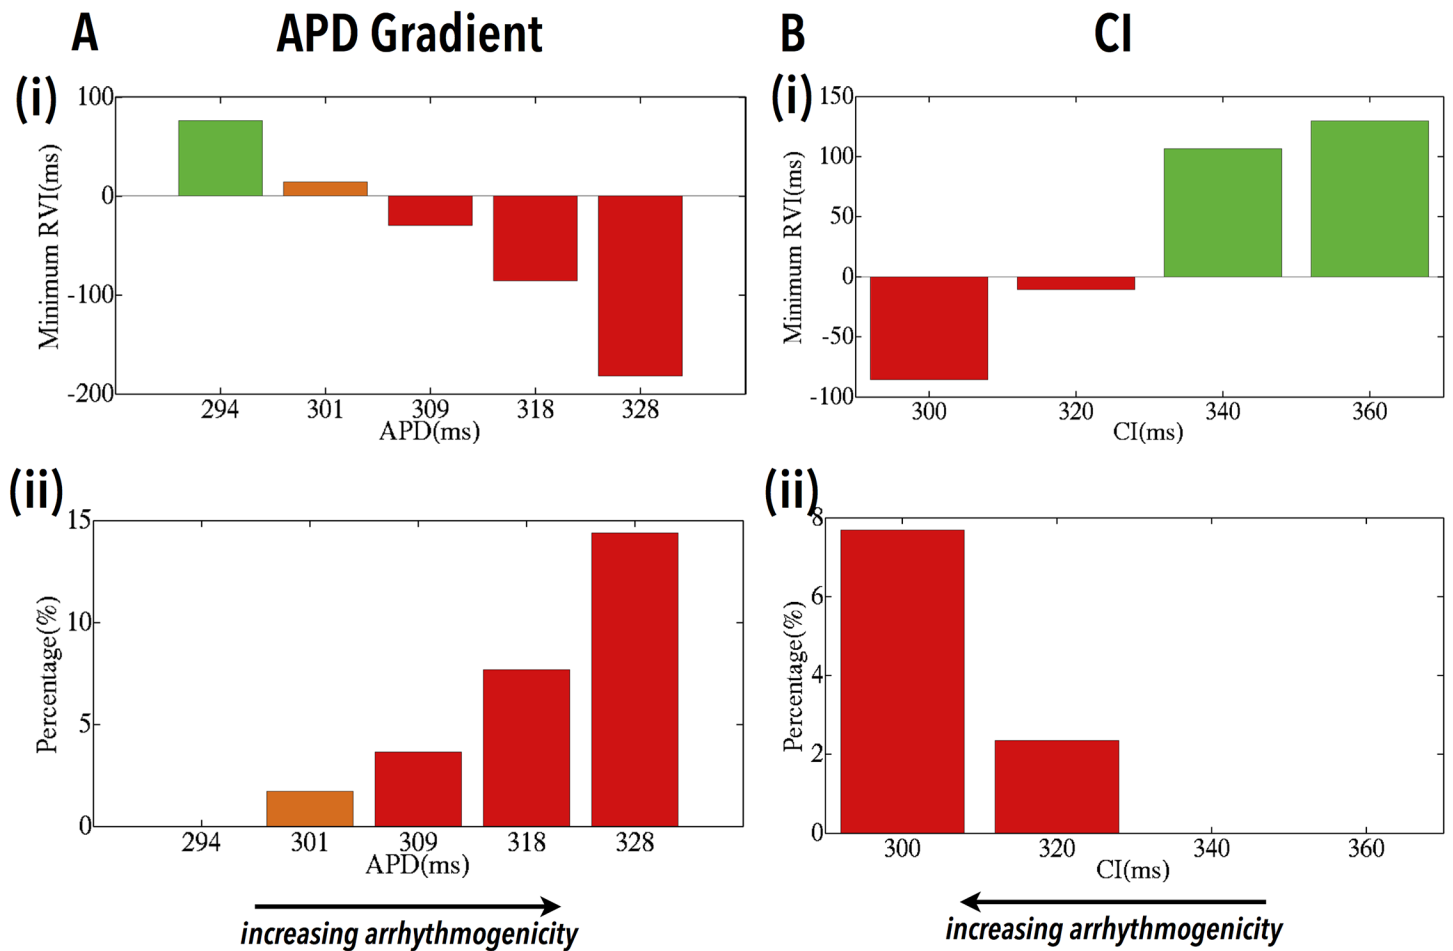 A APD Gradient
(i)
100
0
-100
-200
Minimum RVI(ms)
294 301 309 318 328
APD(ms)
(ii)
15
10
5
0
Percentage(%)
294 301 309 318 328
APD(ms)
increasing arrhythmogenicity
B CI
(i)
150
100
50
0
-50
-100
Minimum RVI(ms)
300 320 340 360
CI(ms)
(ii)
8
6
4
2
0
Percentage(%)
300 320 340 360
CI(ms)
increasing arrhythmogenicity